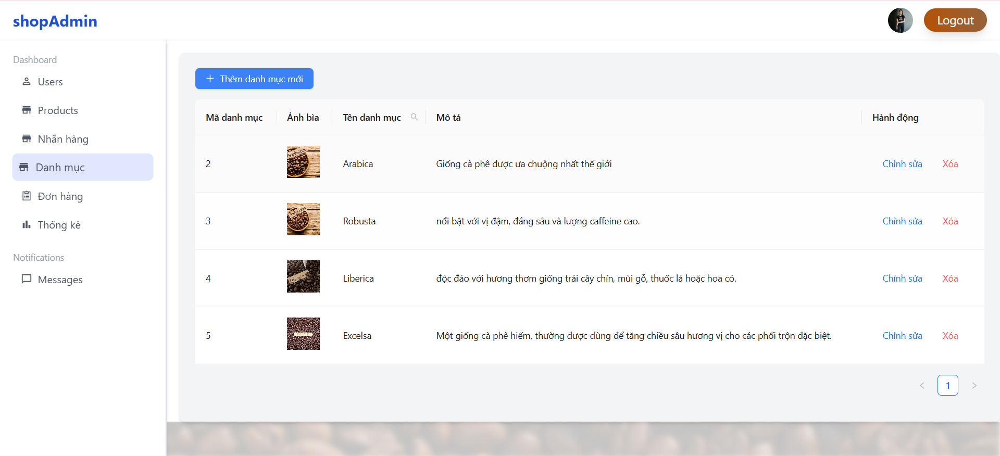 shopAdmin
Logout
Dashboard
Users
Products
Nhãn hàng
Danh mục
Đơn hàng
Thống kê
Notifications
Messages
Thêm danh mục mới
Mã danh mục Ảnh bìa Tên danh mục Mô tả Hành động
2 Arabica Giống cà phê được ưa chuộng nhất thế giới Chỉnh sửa Xóa
3 Robusta nổi bật với vị đậm, đắng sâu và lượng caffeine cao. Chỉnh sửa Xóa
4 Liberica độc đáo với hương thơm giống trái cây chín, mùi gỗ, thuốc lá hoặc hoa cỏ. Chỉnh sửa Xóa
5 Excelsa Một giống cà phê hiếm, thường được dùng để tăng chiều sâu hương vị cho các phối trộn đặc biệt. Chỉnh sửa Xóa
1